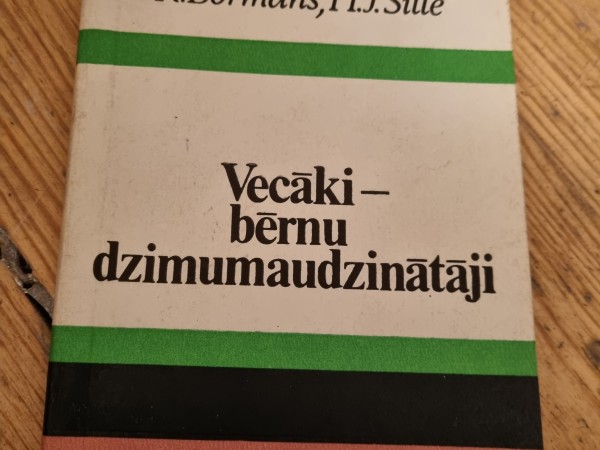 Vecāki –
bērnu
dzimumaudzinātāji